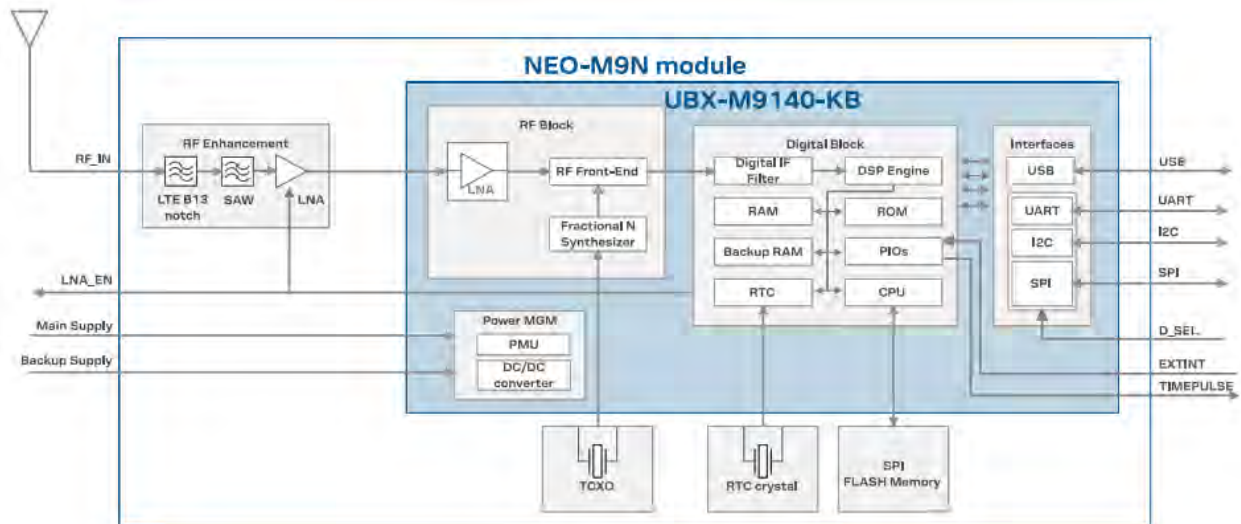 NEO-M9N module
UBX-M9140-KB
RF Enhancement
RF_IN
LTE B13
notch
SAW
LNA
RF Block
LNA
RF Front-End
Fractional N
Synthesizer
Digital Block
Digital IF
Filter
DSP Engine
RAM
ROM
Backup RAM
PIOs
RTC
CPU
Interfaces
USB
UART
I2C
SPI
USB
UART
I2C
SPI
D_SEL
EXTINT
TIMEPULSE
LNA_EN
Main Supply
Backup Supply
Power MGM
PMU
DC/DC
converter
TCXO
RTC crystal
SPI
FLASH Memory